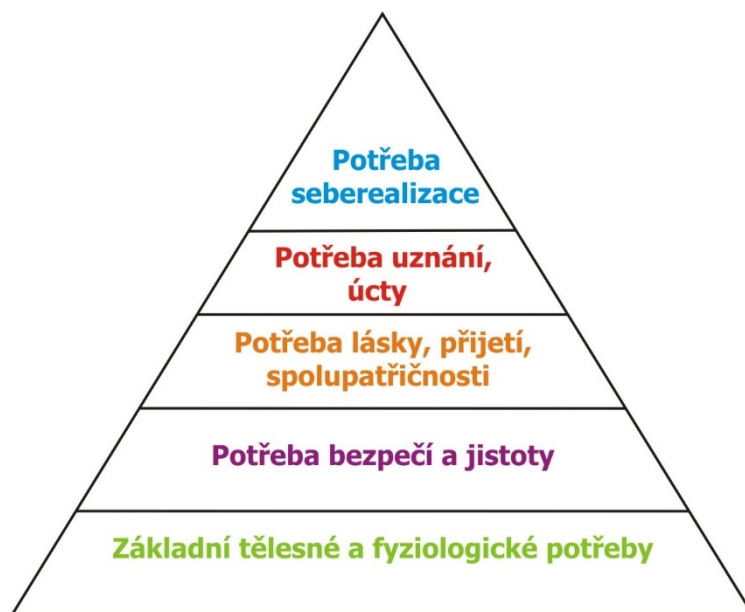 Potřeba
seberealizace
Potřeba uznání,
úcty
Potřeba lásky, přijetí,
spolupatřičnosti
Potřeba bezpečí a jistoty
Základní tělesné a fyziologické potřeby